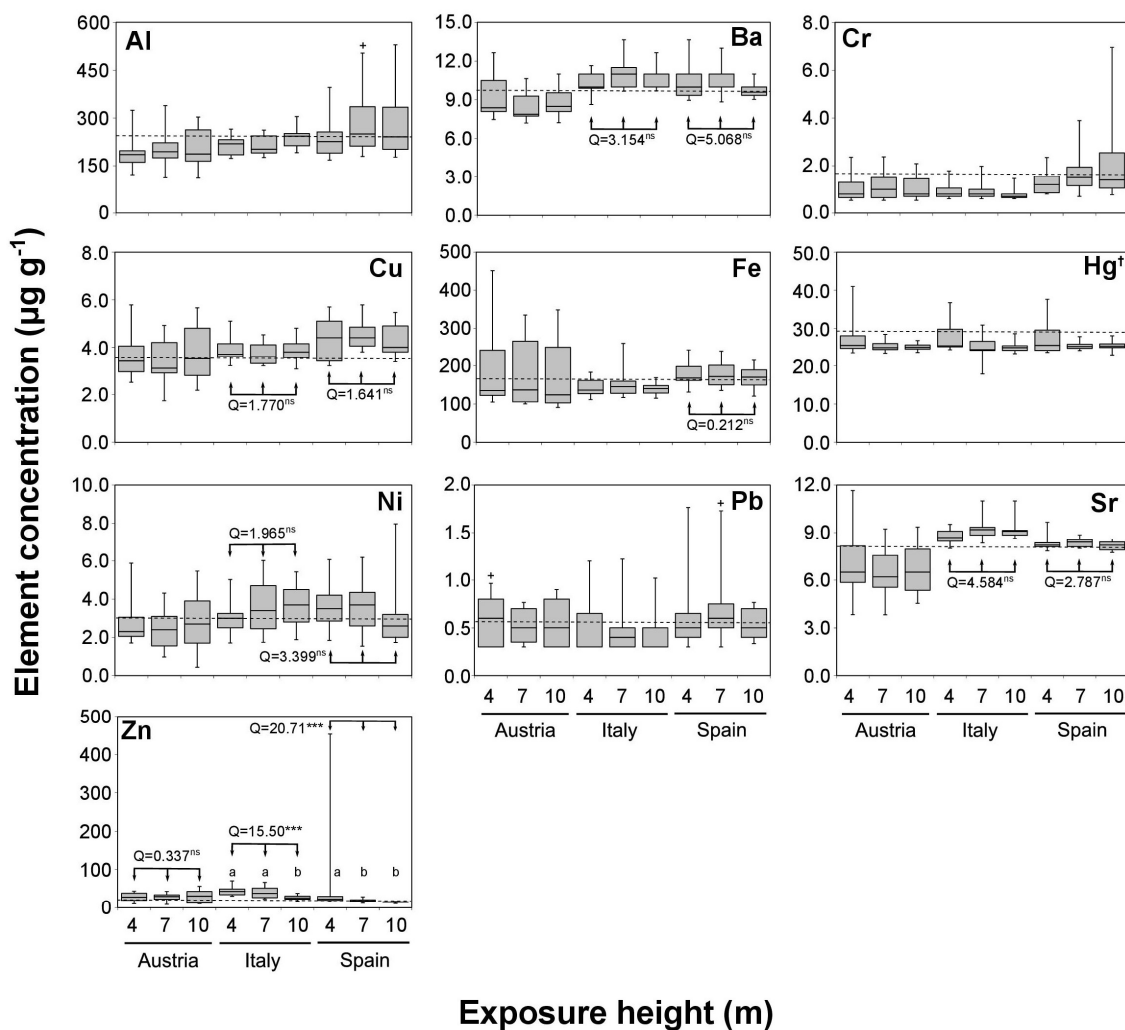 Element concentration (µg g⁻¹)
Al
600
450
300
150
0
+
Ba
15.0
12.0
9.0
6.0
3.0
0.0
Q=3.154ns
Q=5.068ns
Cr
8.0
6.0
4.0
2.0
0.0
Cu
8.0
6.0
4.0
2.0
0.0
Q=1.770ns
Q=1.641ns
Fe
500
400
300
200
100
0
Q=0.212ns
Hg†
50.0
40.0
30.0
20.0
10.0
0.0
Ni
10.0
8.0
6.0
4.0
2.0
0.0
Q=1.965ns
Q=3.399ns
Pb
2.0
1.5
1.0
0.5
0.0
+
+
4 7 10 4 7 10 4 7 10
Austria Italy Spain
Sr
12.0
9.0
6.0
3.0
0.0
Q=4.584ns
Q=2.787ns
4 7 10 4 7 10 4 7 10
Austria Italy Spain
Zn
500
400
300
200
100
0
Q=20.71***
Q=15.50***
Q=0.337ns
a a b a b b
4 7 10 4 7 10 4 7 10
Austria Italy Spain
Exposure height (m)